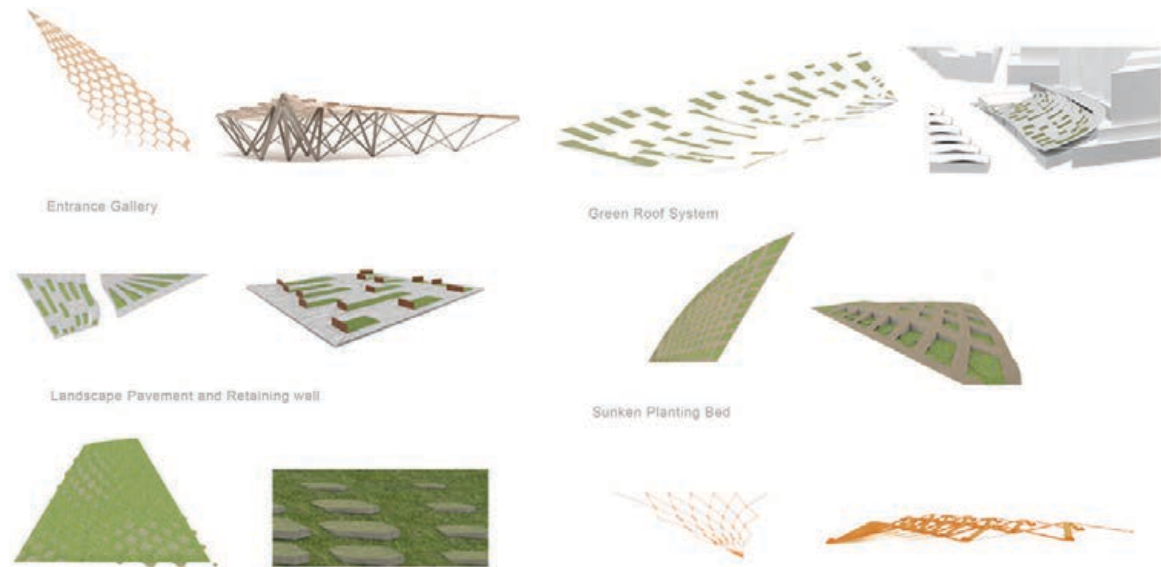 Entrance Gallery
Green Roof System
Landscape Pavement and Retaining wall
Sunken Planting Bed